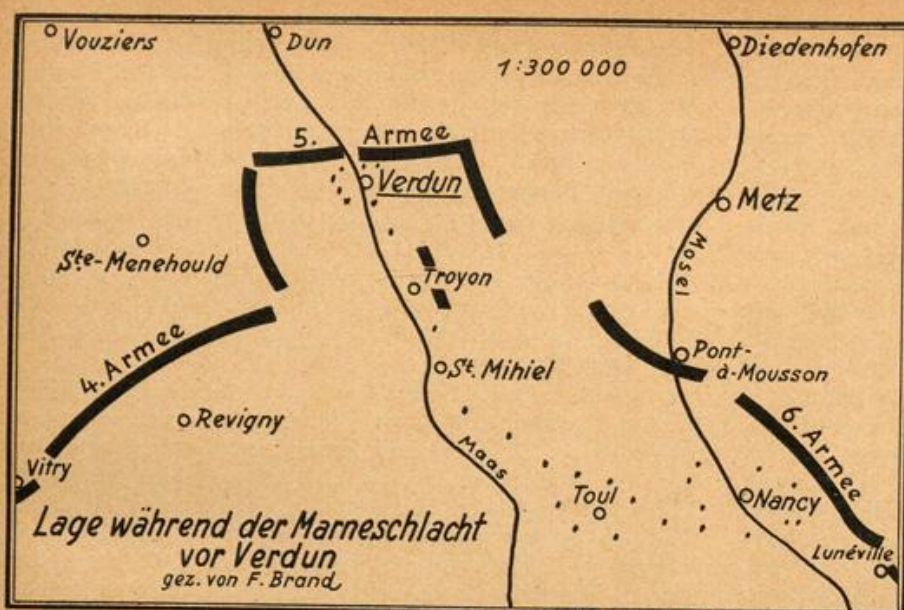 Vouziers
Dun
Diedenhofen
1:300 000
5. Armee
Verdun
Metz
Ste-Menehould
Troyon
Mosel
4. Armee
St. Mihiel
Pont-
à-Mousson
Revigny
6. Armee
Maas
Vitry
Toul
Nancy
Lunéville
Lage während der Marneschlacht
vor Verdun
gez. von F. Brand